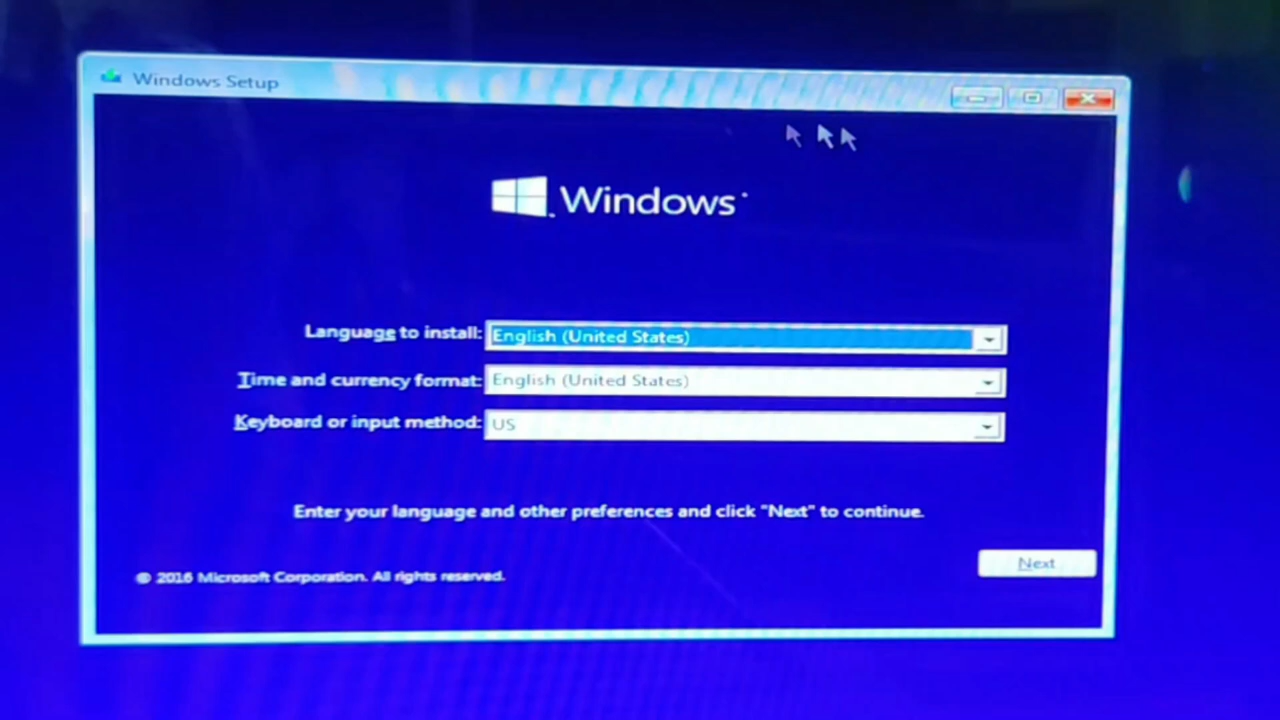 Windows Setup
Windows
Language to install: English (United States)
Time and currency format: English (United States)
Keyboard or input method: US
Enter your language and other preferences and click "Next" to continue.
Next
© 2016 Microsoft Corporation. All rights reserved.